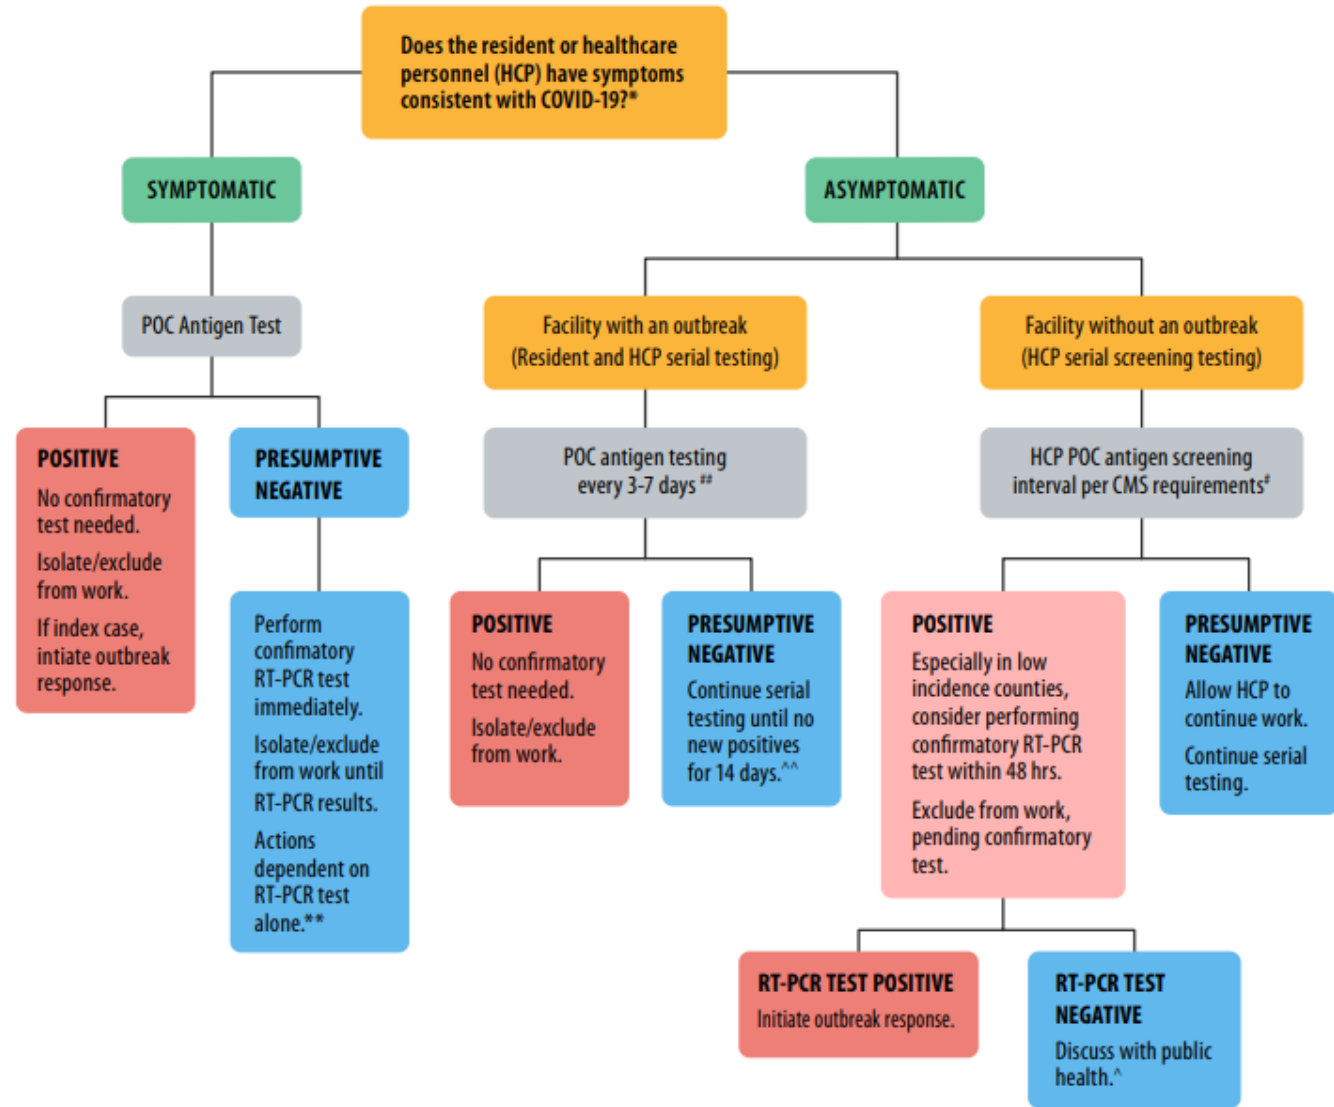 Does the resident or healthcare
personnel (HCP) have symptoms
consistent with COVID-19?*
SYMPTOMATIC
ASYMPTOMATIC
POC Antigen Test
Facility with an outbreak
(Resident and HCP serial testing)
Facility without an outbreak
(HCP serial screening testing)
POSITIVE
No confirmatory
test needed.
Isolate/exclude
from work.
If index case,
intiate outbreak
response.
PRESUMPTIVE
NEGATIVE
Perform
confimatory
RT-PCR test
immediately.
Isolate/exclude
from work until
RT-PCR results.
Actions
dependent on
RT-PCR test
alone.**
POC antigen testing
every 3-7 days ##
HCP POC antigen screening
interval per CMS requirements#
POSITIVE
No confirmatory
test needed.
Isolate/exclude
from work.
PRESUMPTIVE
NEGATIVE
Continue serial
testing until no
new positives
for 14 days.^^
POSITIVE
Especially in low
incidence counties,
consider performing
confirmatory RT-PCR
test within 48 hrs.
Exclude from work,
pending confirmatory
test.
PRESUMPTIVE
NEGATIVE
Allow HCP to
continue work.
Continue serial
testing.
RT-PCR TEST POSITIVE
Initiate outbreak response.
RT-PCR TEST
NEGATIVE
Discuss with public
health.^